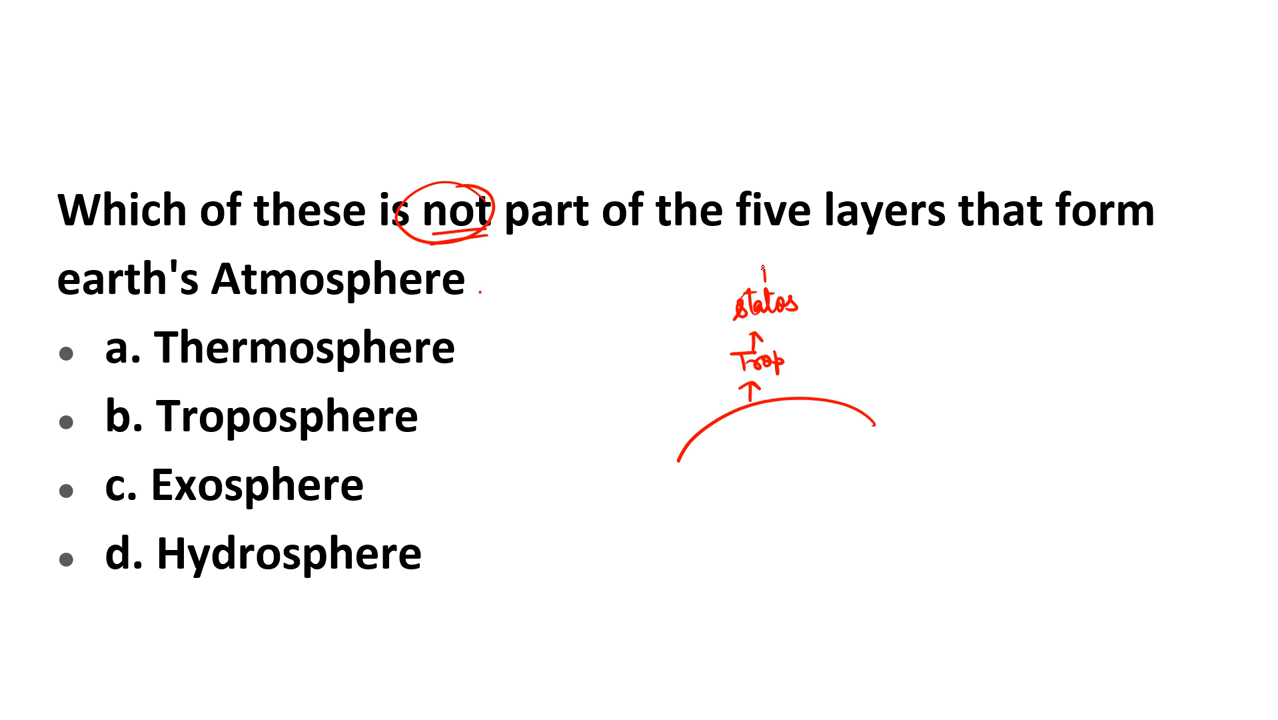 Which of these is not part of the five layers that form
earth's Atmosphere
a. Thermosphere
b. Troposphere
c. Exosphere
d. Hydrosphere
statos
Trop